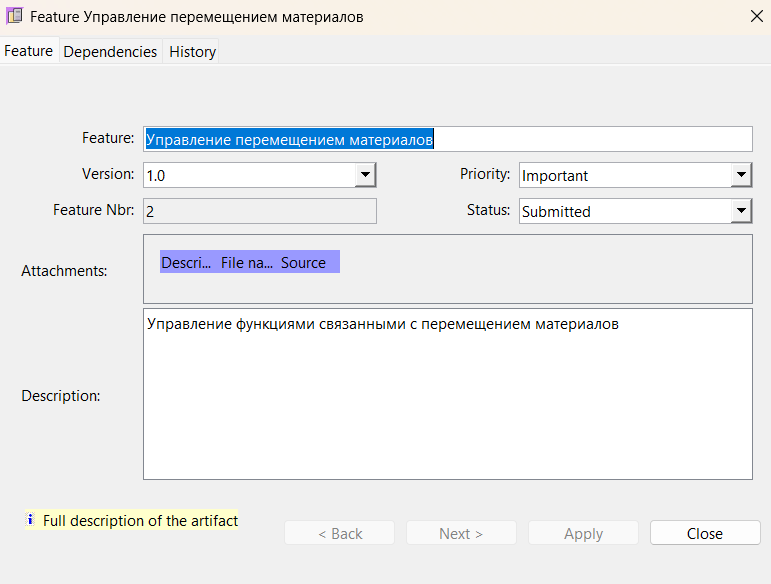 Feature Управление перемещением материалов
Feature Dependencies History
Feature: Управление перемещением материалов
Version: 1.0 Priority: Important
Feature Nbr: 2 Status: Submitted
Attachments: Descri... File na... Source
Управление функциями связанными с перемещением материалов
Description:
Full description of the artifact
< Back Next > Apply Close